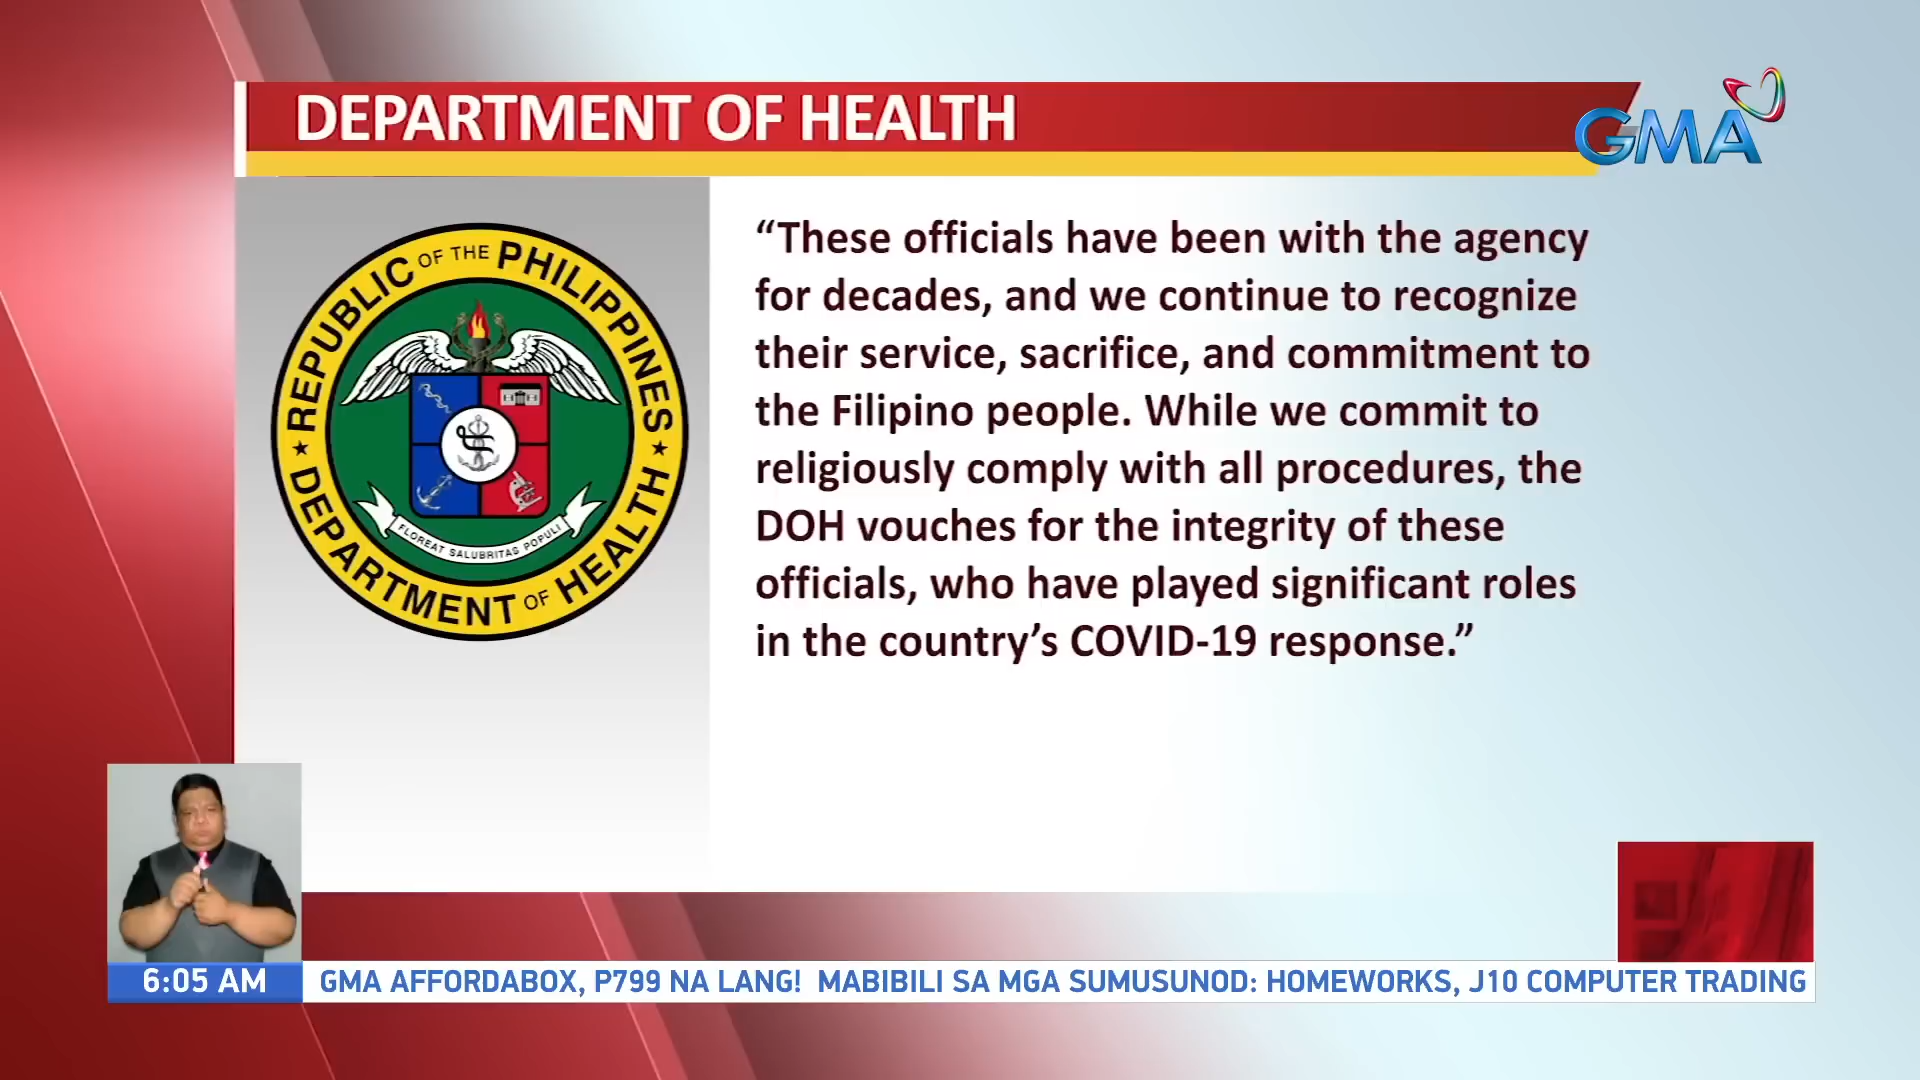 DEPARTMENT OF HEALTH
GMA
REPUBLIC OF THE PHILIPPINES
DEPARTMENT OF HEALTH
FLOREAT SALUBRITAS POPULI
“These officials have been with the agency
for decades, and we continue to recognize
their service, sacrifice, and commitment to
the Filipino people. While we commit to
religiously comply with all procedures, the
DOH vouches for the integrity of these
officials, who have played significant roles
in the country’s COVID-19 response.”
6:05 AM
GMA AFFORDABOX, P799 NA LANG! MABIBILI SA MGA SUMUSUNOD: HOMEWORKS, J10 COMPUTER TRADING